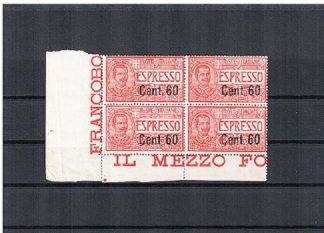 FRANCOBO
ESPRESSO ESPRESSO
Cent. 60 Cent. 60
ESPRESSO ESPRESSO
Cent. 60 Cent. 60
IL MEZZO FO